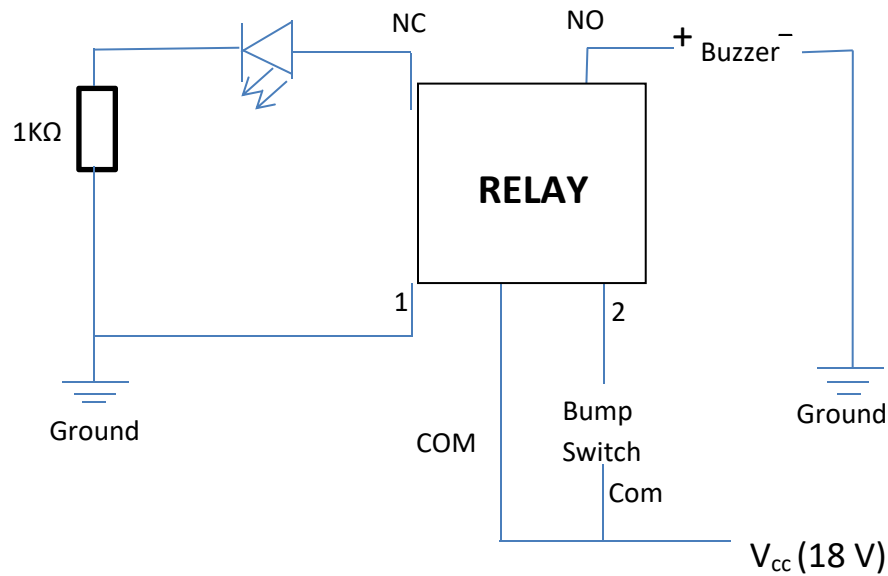 NC
NO
+ Buzzer –
1KΩ
RELAY
1
2
Ground
COM
Bump
Switch
Com
Ground
Vcc (18 V)